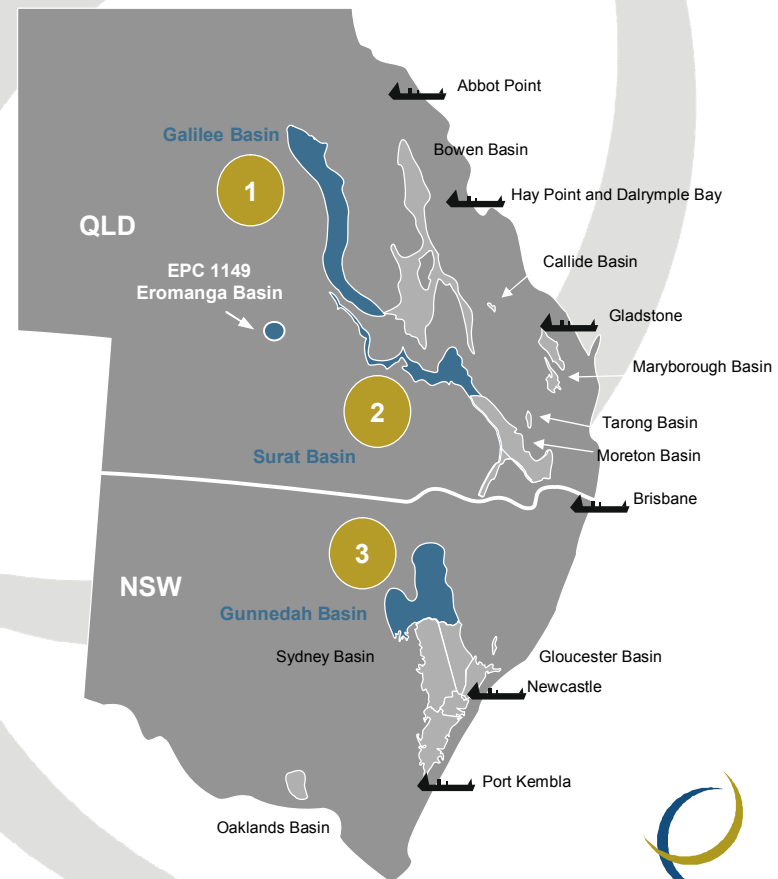 Abbot Point
Galilee Basin
Bowen Basin
1
Hay Point and Dalrymple Bay
QLD
Callide Basin
EPC 1149
Eromanga Basin
Gladstone
Maryborough Basin
2
Tarong Basin
Surat Basin
Moreton Basin
Brisbane
3
NSW
Gunnedah Basin
Sydney Basin
Gloucester Basin
Newcastle
Port Kembla
Oaklands Basin